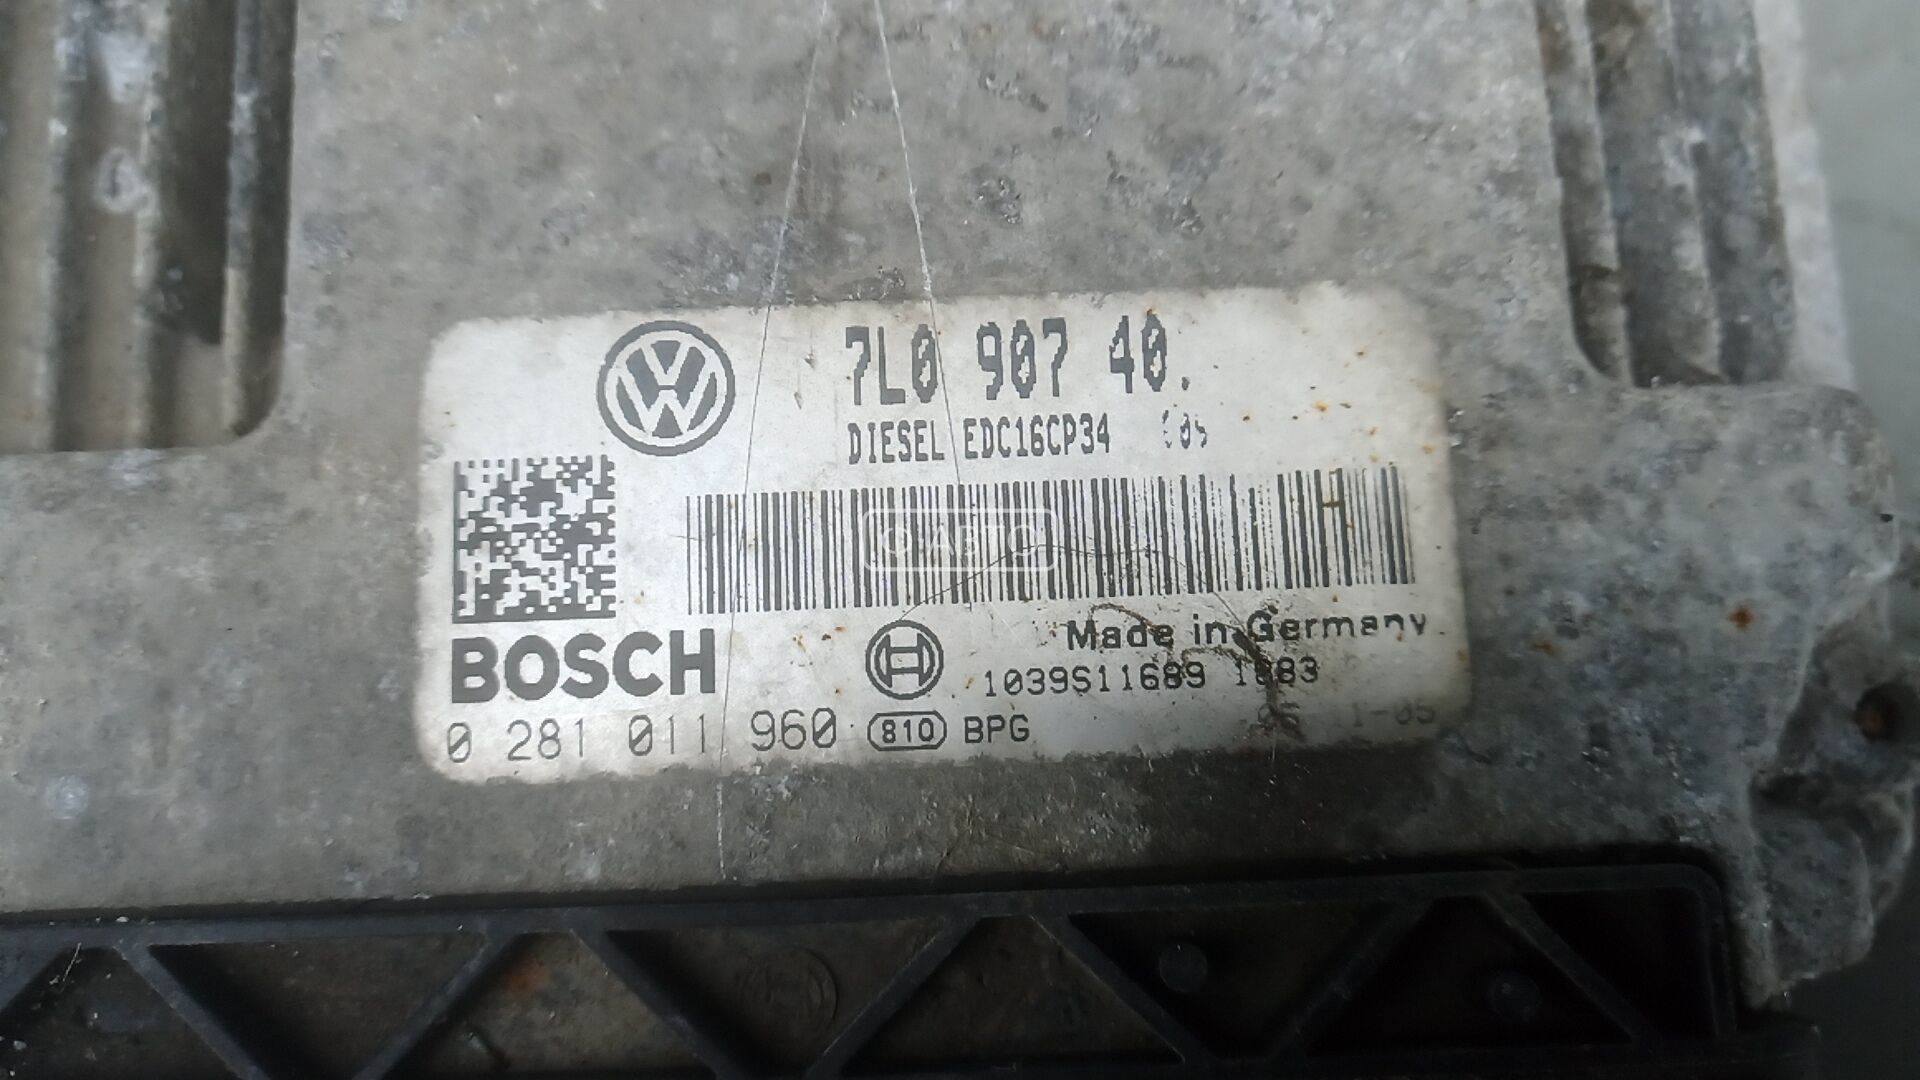 7L0 907 40
DIESEL EDC16CP34
Made in Germany
BOSCH
1039S11689
0 281 011 960 810 BPG